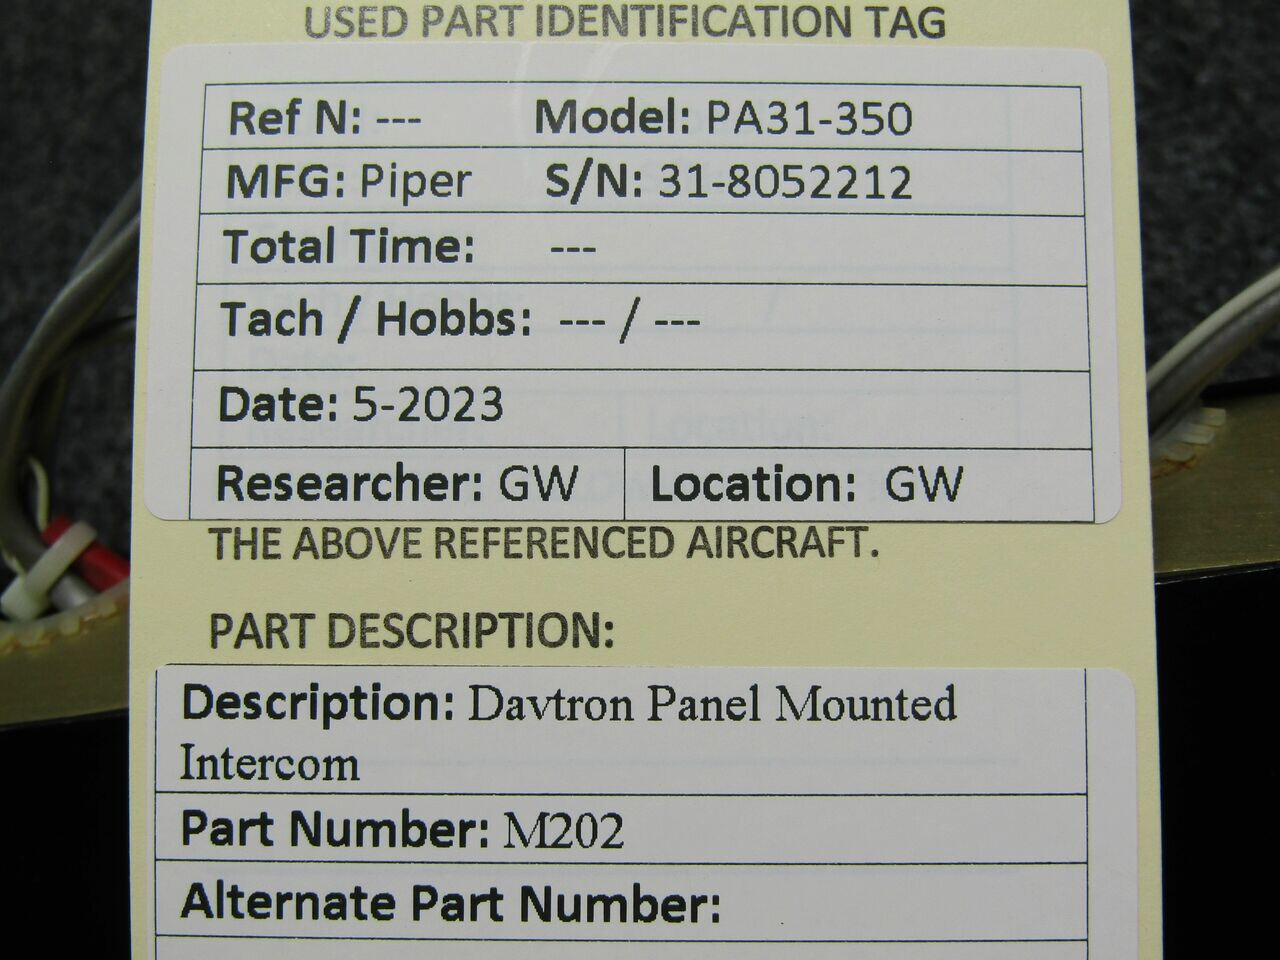 USED PART IDENTIFICATION TAG
Ref N: --- Model: PA31-350
MFG: Piper S/N: 31-8052212
Total Time: ---
Tach / Hobbs: --- / ---
Date: 5-2023
Researcher: GW Location: GW
THE ABOVE REFERENCED AIRCRAFT.
PART DESCRIPTION:
Description: Davtron Panel Mounted
Intercom
Part Number: M202
Alternate Part Number: